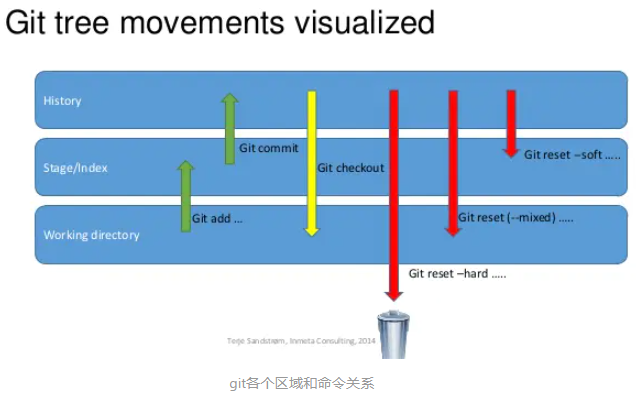 Git tree movements visualized
History
Git commit
Git reset –soft .....
Stage/Index
Git checkout
Git add ...
Git reset (--mixed) .....
Working directory
Git reset –hard .....
Terje Sandstrøm, Inmeta Consulting, 2014
git各个区域和命令关系